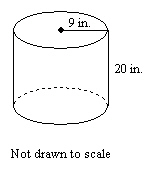 9 in.
20 in.
Not drawn to scale